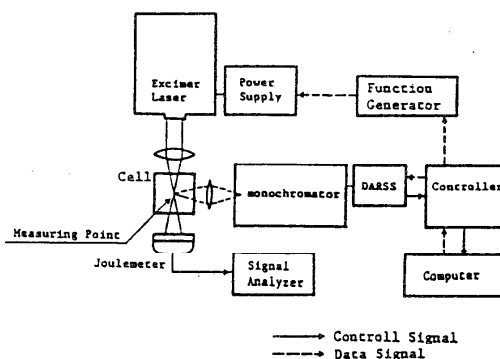 Excimer
Laser
Power
Supply
Function
Generator
Cell
monochromator
DARSS
Controller
Measuring Point
Joulemeter
Signal
Analyzer
Computer
Controll Signal
Data Signal